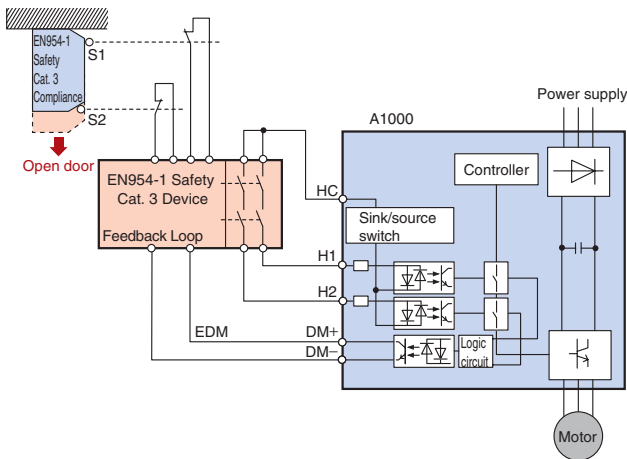 EN954-1
Safety
Cat. 3
Compliance
S1
S2
Open door
EN954-1 Safety
Cat. 3 Device
Feedback Loop
EDM
Power supply
A1000
Controller
HC
Sink/source
switch
H1
H2
DM+
DM−
Logic
circuit
Motor